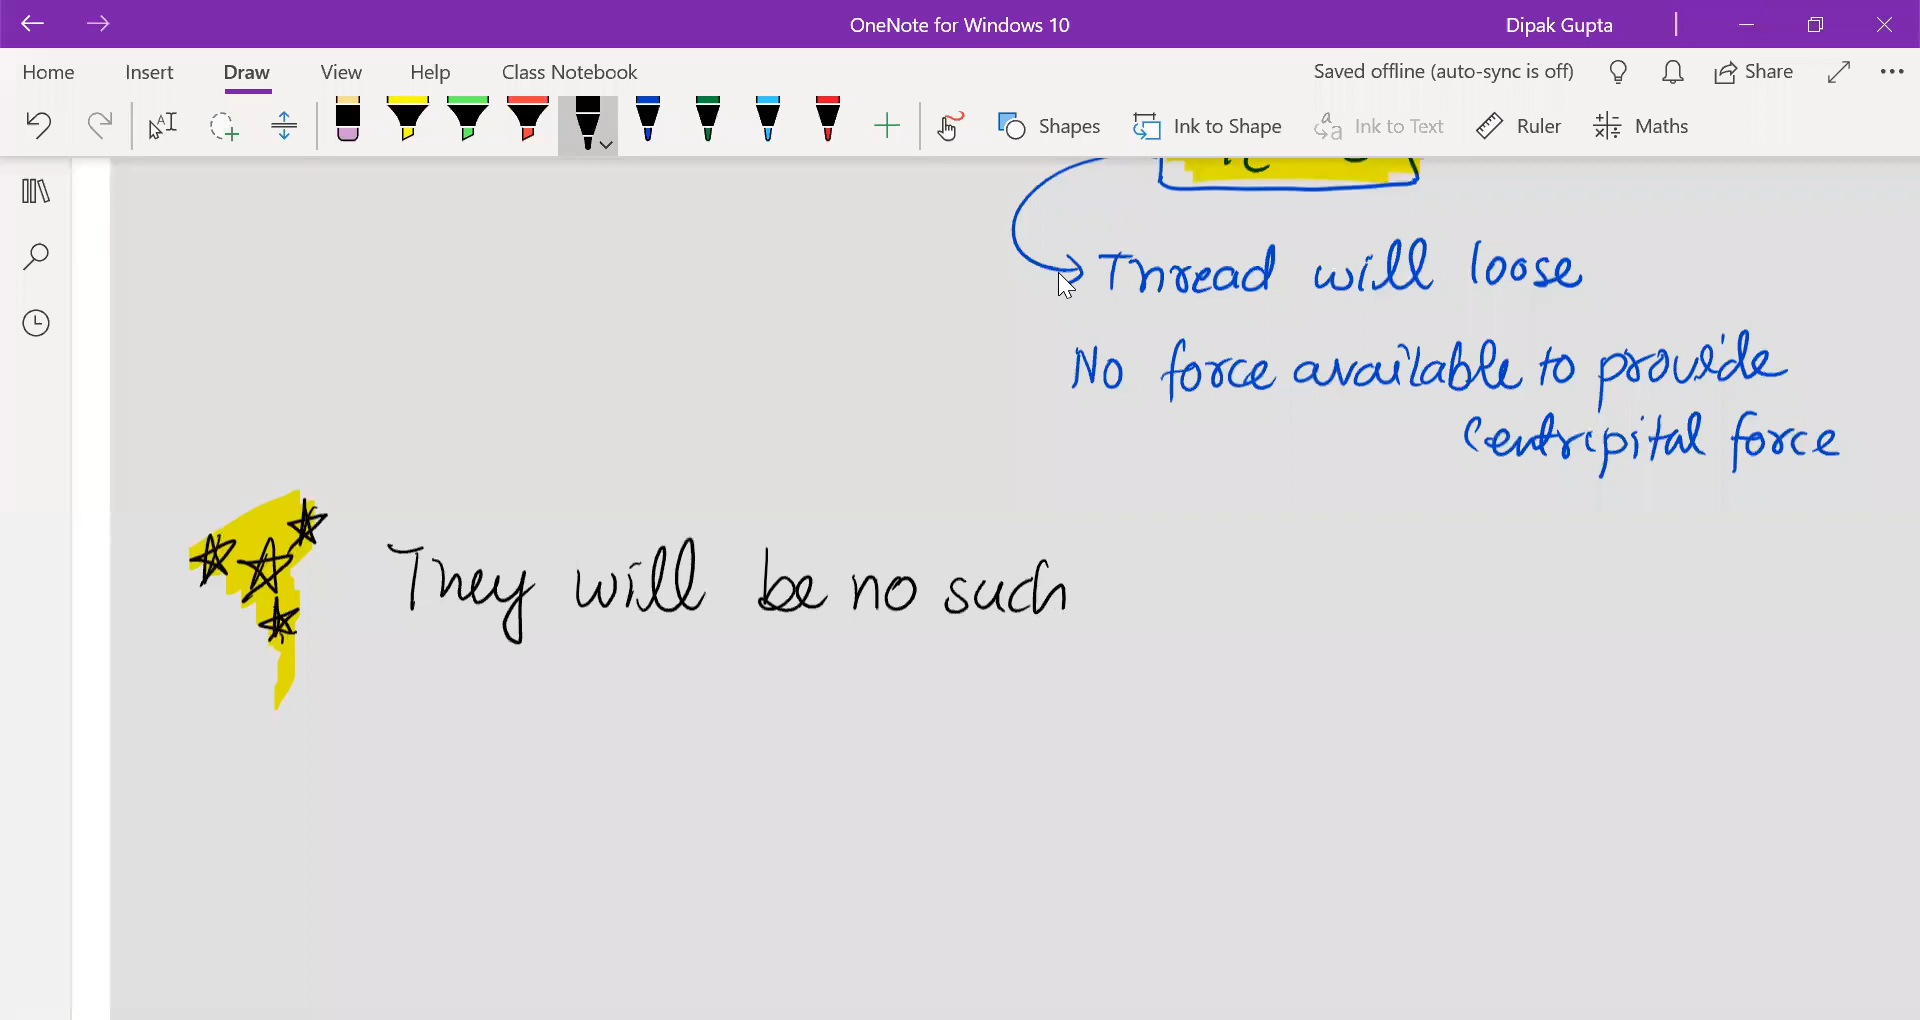 OneNote for Windows 10
Dipak Gupta
Home Insert Draw View Help Class Notebook
Saved offline (auto-sync is off) Share
Shapes Ink to Shape Ink to Text Ruler Maths
Thread will loose
No force available to provide
Centripital force
They will be no such